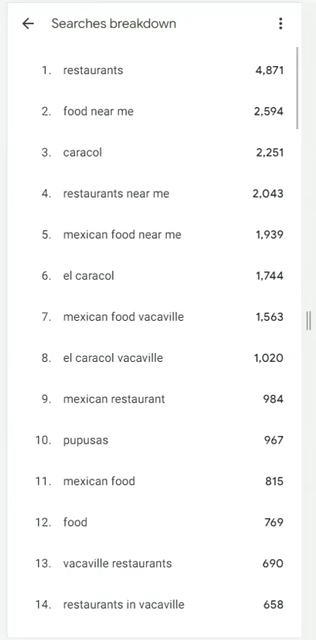 Searches breakdown
1. restaurants 4,871
2. food near me 2,594
3. caracol 2,251
4. restaurants near me 2,043
5. mexican food near me 1,939
6. el caracol 1,744
7. mexican food vacaville 1,563
8. el caracol vacaville 1,020
9. mexican restaurant 984
10. pupusas 967
11. mexican food 815
12. food 769
13. vacaville restaurants 690
14. restaurants in vacaville 658